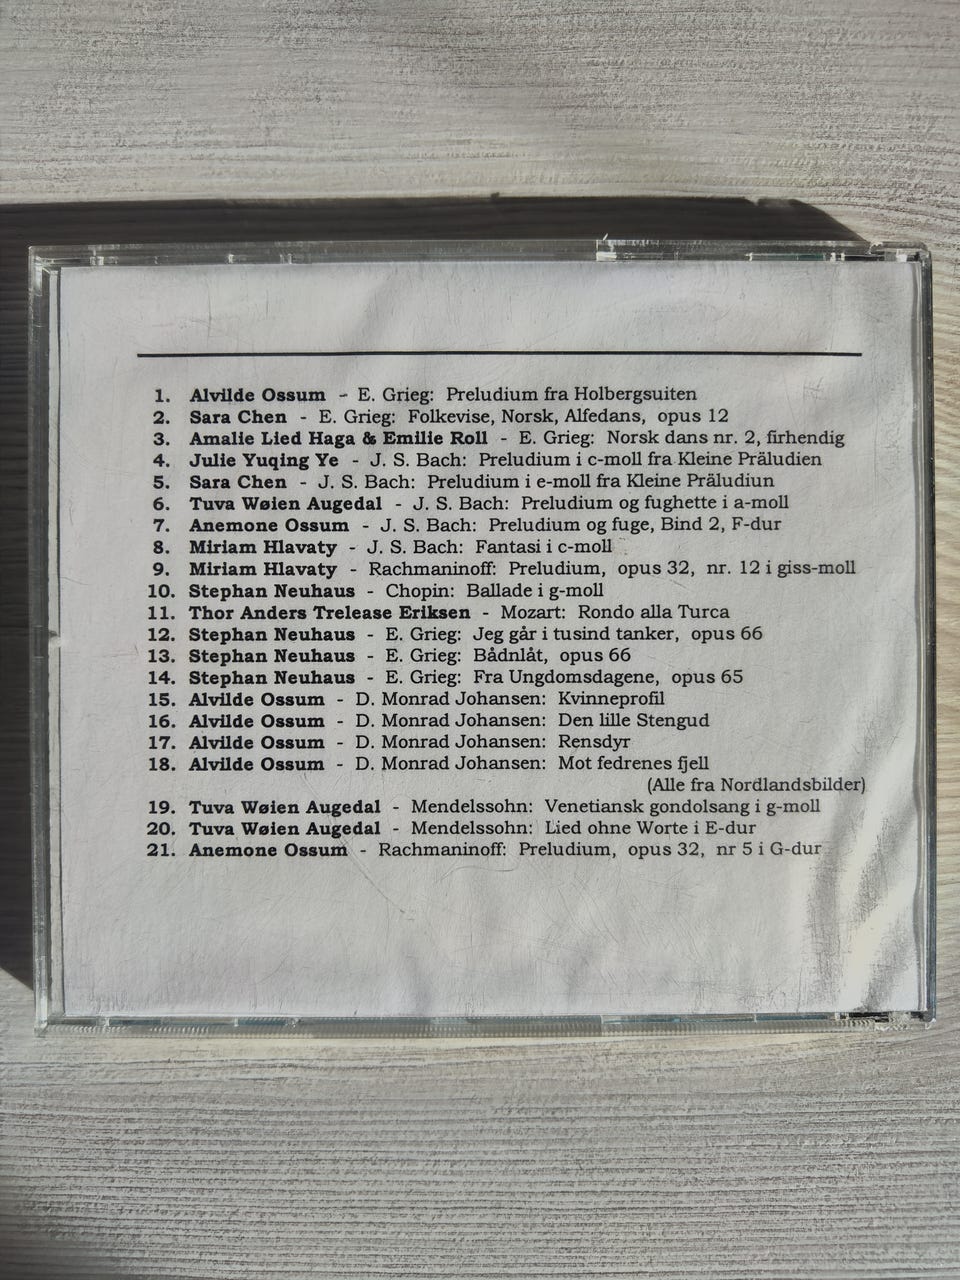 1. Alvilde Ossum - E. Grieg: Preludium fra Holbergsuiten
2. Sara Chen - E. Grieg: Folkevise, Norsk, Alfedans, opus 12
3. Amalie Lied Haga & Emilie Roll - E. Grieg: Norsk dans nr. 2, firhendig
4. Julie Yuqing Ye - J. S. Bach: Preludium i c-moll fra Kleine Präludien
5. Sara Chen - J. S. Bach: Preludium i e-moll fra Kleine Präludiun
6. Tuva Wøien Augedal - J. S. Bach: Preludium og fughette i a-moll
7. Anemone Ossum - J. S. Bach: Preludium og fuge, Bind 2, F-dur
8. Miriam Hlavaty - J. S. Bach: Fantasi i c-moll
9. Miriam Hlavaty - Rachmaninoff: Preludium, opus 32, nr. 12 i giss-moll
10. Stephan Neuhaus - Chopin: Ballade i g-moll
11. Thor Anders Trelease Eriksen - Mozart: Rondo alla Turca
12. Stephan Neuhaus - E. Grieg: Jeg går i tusind tanker, opus 66
13. Stephan Neuhaus - E. Grieg: Bådnlåt, opus 66
14. Stephan Neuhaus - E. Grieg: Fra Ungdomsdagene, opus 65
15. Alvilde Ossum - D. Monrad Johansen: Kvinneprofil
16. Alvilde Ossum - D. Monrad Johansen: Den lille Stengud
17. Alvilde Ossum - D. Monrad Johansen: Rensdyr
18. Alvilde Ossum - D. Monrad Johansen: Mot fedrenes fjell
(Alle fra Nordlandsbilder)
19. Tuva Wøien Augedal - Mendelssohn: Venetiansk gondolsang i g-moll
20. Tuva Wøien Augedal - Mendelssohn: Lied ohne Worte i E-dur
21. Anemone Ossum - Rachmaninoff: Preludium, opus 32, nr 5 i G-dur